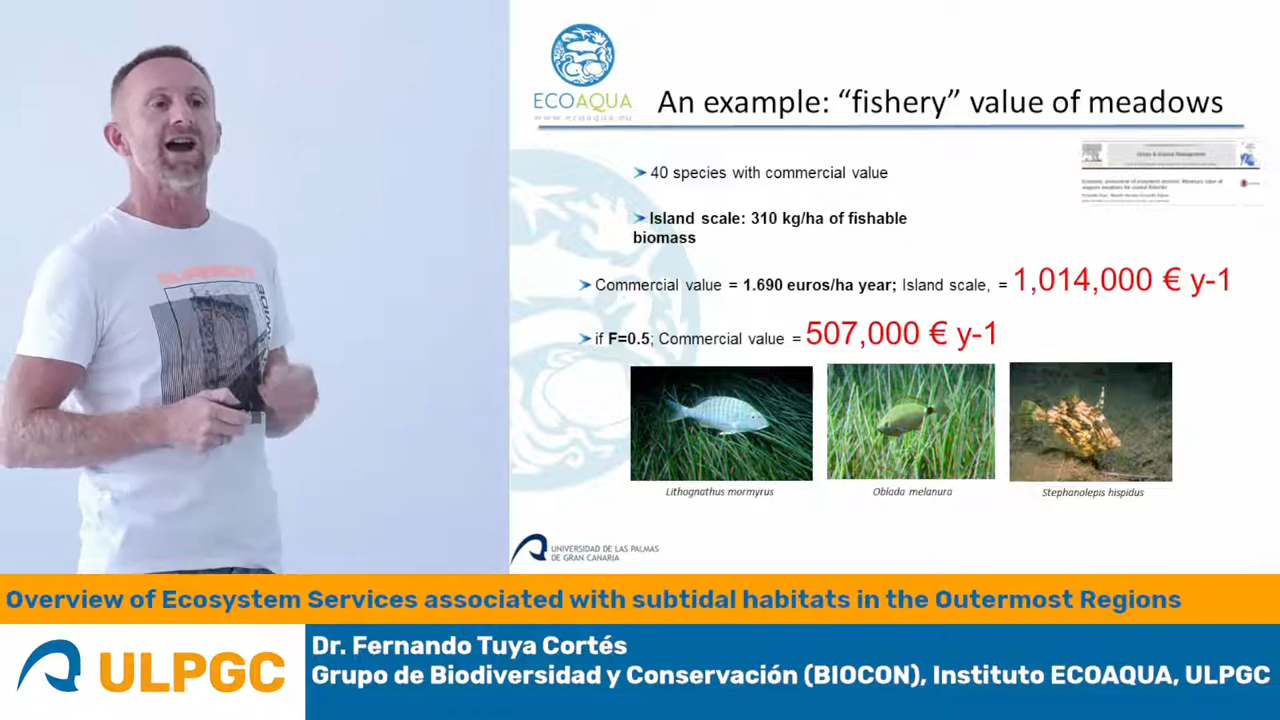 ECOAQUA
www.ecoaqua.eu
An example: “fishery” value of meadows
40 species with commercial value
Island scale: 310 kg/ha of fishable
biomass
Commercial value = 1.690 euros/ha year; Island scale, = 1,014,000 € y-1
if F=0.5; Commercial value = 507,000 € y-1
Lithognathus mormyrus
Oblada melanura
Stephanolepis hispidus
UNIVERSIDAD DE LAS PALMAS
DE GRAN CANARIA
Overview of Ecosystem Services associated with subtidal habitats in the Outermost Regions
ULPGC
Dr. Fernando Tuya Cortés
Grupo de Biodiversidad y Conservación (BIOCON), Instituto ECOAQUA, ULPGC